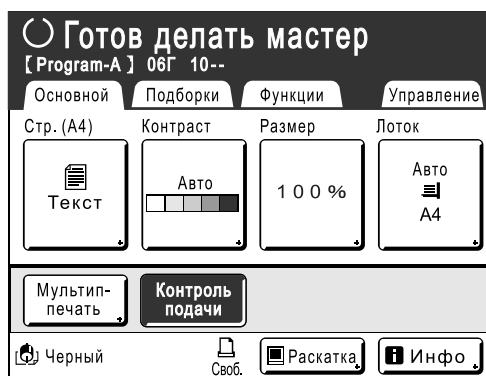 Готов делать мастер
【Program-A】 06Г 10--
Основной Подборки Функции Управление
Стр. (A4) Контраст Размер Лоток
Текст
Авто
100%
Авто
A4
Мультип-
печать
Контроль
подачи
Черный
Своб.
Раскатка
Инфо